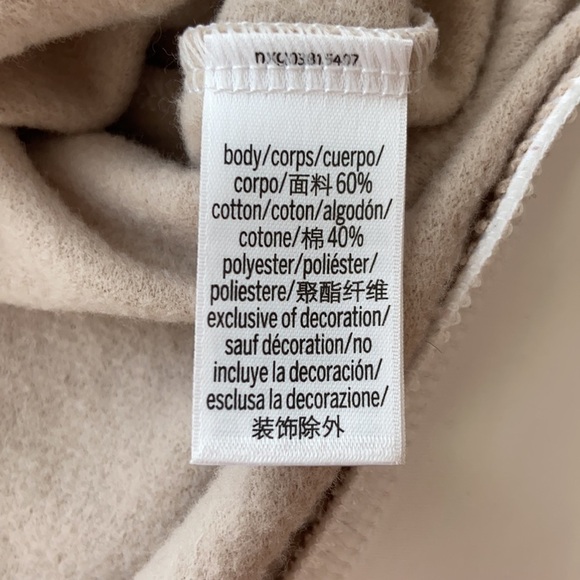 body/corps/cuerpo/
corpo/面料 60%
cotton/coton/algodón/
cotone/棉 40%
polyester/poliéster/
poliestere/聚酯纤维
exclusive of decoration/
sauf décoration/no
incluye la decoración/
esclusa la decorazione/
装饰除外